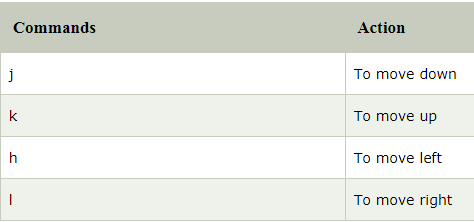 Commands Action
j To move down
k To move up
h To move left
l To move right